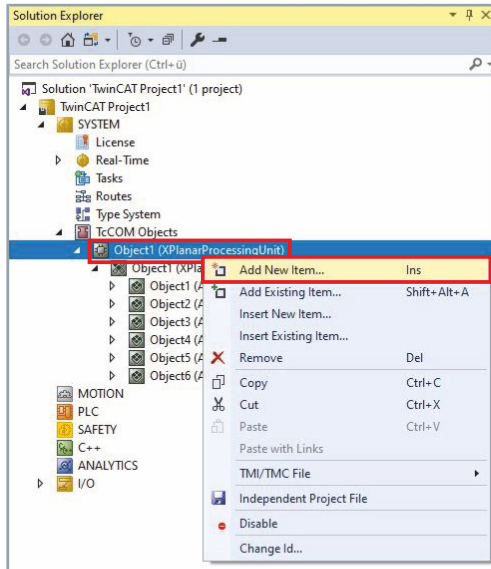 Solution Explorer
Search Solution Explorer (Ctrl+ü)
Solution 'TwinCAT Project1' (1 project)
TwinCAT Project1
SYSTEM
License
Real-Time
Tasks
Routes
Type System
TcCOM Objects
Object1 (XPlanarProcessingUnit)
Object1 (XPla
Add New Item... Ins
Object1 (A
Add Existing Item... Shift+Alt+A
Object2 (A
Insert New Item...
Object3 (A
Insert Existing Item...
Object4 (A
Object5 (A
Remove Del
Object6 (A
Copy Ctrl+C
MOTION
Cut Ctrl+X
PLC
SAFETY
Paste Ctrl+V
C++
Paste with Links
ANALYTICS
TMI/TMC File
I/O
Independent Project File
Disable
Change Id...